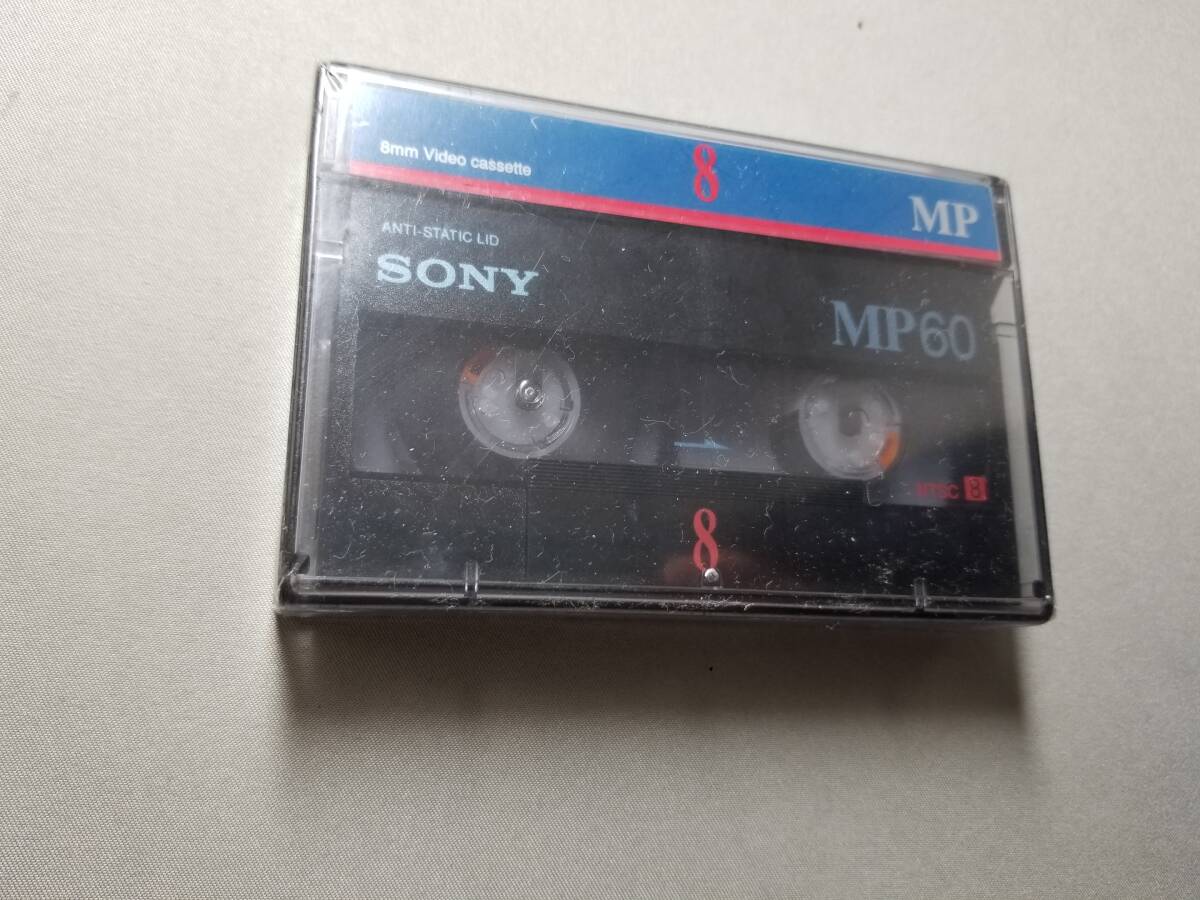 8mm Video cassette
8
MP
ANTI-STATIC LID
SONY
MP60
NTSC 8
8